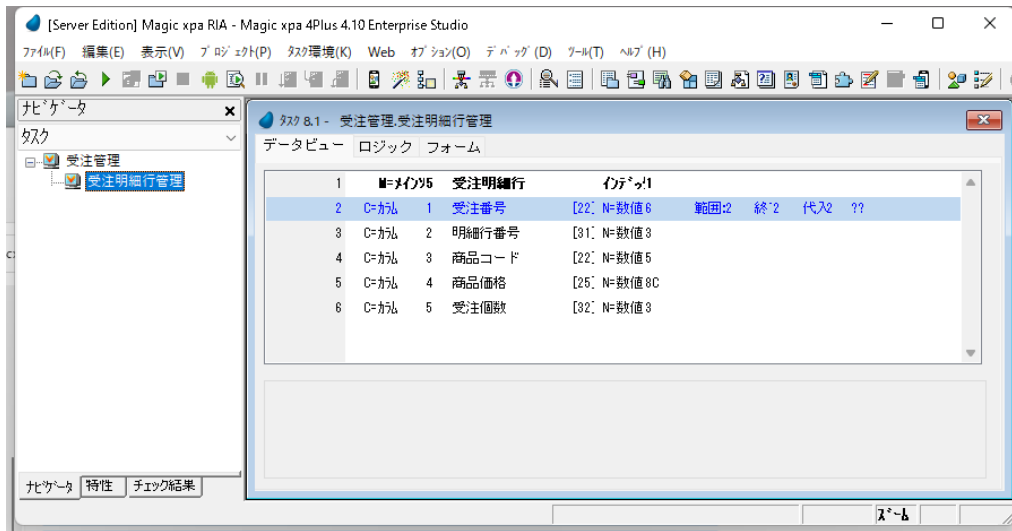 [Server Edition] Magic xpa RIA - Magic xpa 4Plus 4.10 Enterprise Studio
ファイル(F) 編集(E) 表示(V) プロジェクト(P) タスク環境(K) Web オプション(O) デバッグ(D) ツール(T) ヘルプ(H)
ナビゲータ
タスク
受注管理
受注明細行管理
タスク 8.1 - 受注管理.受注明細行管理
データビュー ロジック フォーム
1 M=メインソ5 受注明細行 インデッ:1
2 C=カラム 1 受注番号 [22] N=数値 6 範囲:2 終:2 代入:2 ??
3 C=カラム 2 明細行番号 [31] N=数値 3
4 C=カラム 3 商品コード [22] N=数値 5
5 C=カラム 4 商品価格 [25] N=数値 8C
6 C=カラム 5 受注個数 [32] N=数値 3
ナビゲータ 特性 チェック結果
ズーム